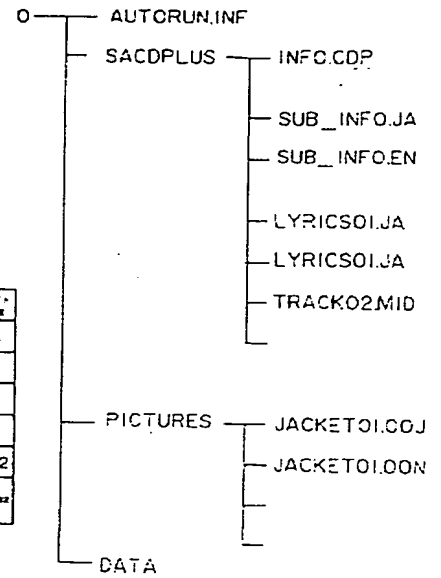 O AUTORUN.INF
SACDPLUS INFO.CDP
SUB_INFO.JA
SUB_INFO.EN
LYRICS01.JA
LYRICS01.JA
TRACK02.MID
2
PICTURES JACKET01.COJ
JACKET01.OON
DATA